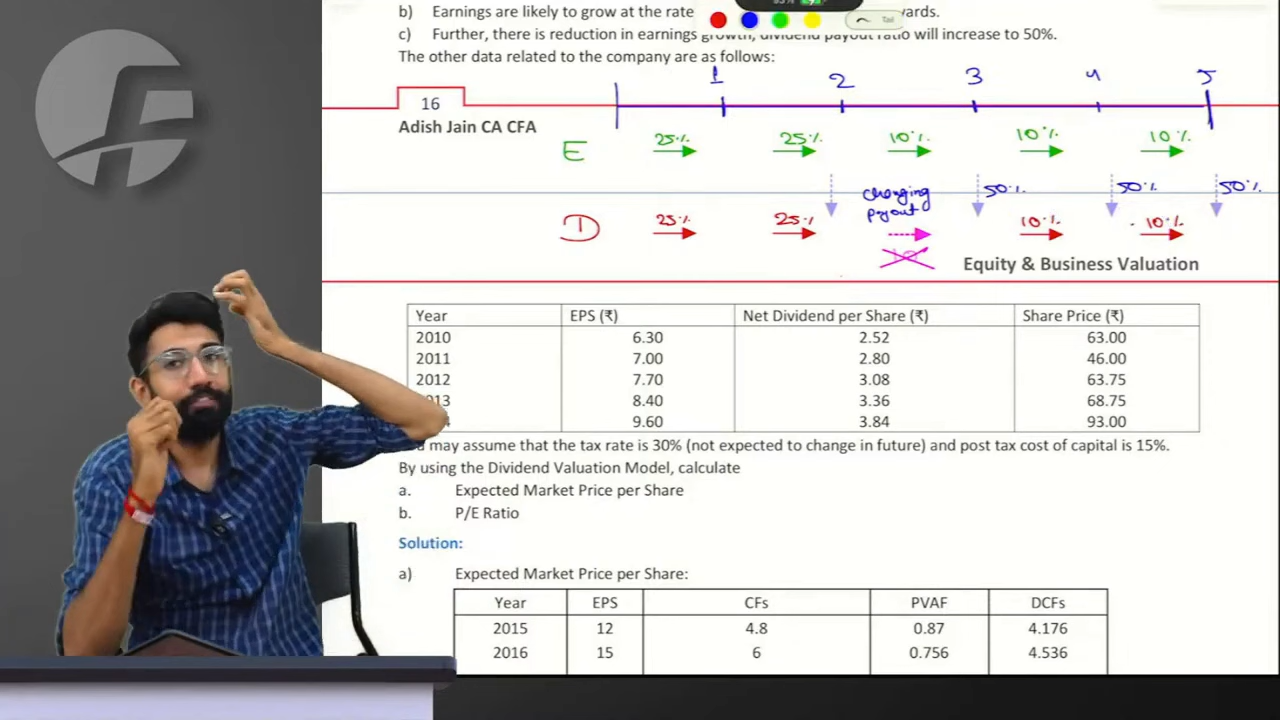 b) Earnings are likely to grow at the rate wards.
c) Further, there is reduction in earnings growth, dividend payout ratio will increase to 50%.
The other data related to the company are as follows:
1 2 3 4 5
16
Adish Jain CA CFA
E 25% 25% 10% 10% 10%
changing payout 50% 50% 50%
D 25% 25% 10% 10%
Equity & Business Valuation
Year EPS (₹) Net Dividend per Share (₹) Share Price (₹)
2010 6.30 2.52 63.00
2011 7.00 2.80 46.00
2012 7.70 3.08 63.75
13 8.40 3.36 68.75
4 9.60 3.84 93.00
may assume that the tax rate is 30% (not expected to change in future) and post tax cost of capital is 15%.
By using the Dividend Valuation Model, calculate
a. Expected Market Price per Share
b. P/E Ratio
Solution:
a) Expected Market Price per Share:
Year EPS CFs PVAF DCFs
2015 12 4.8 0.87 4.176
2016 15 6 0.756 4.536